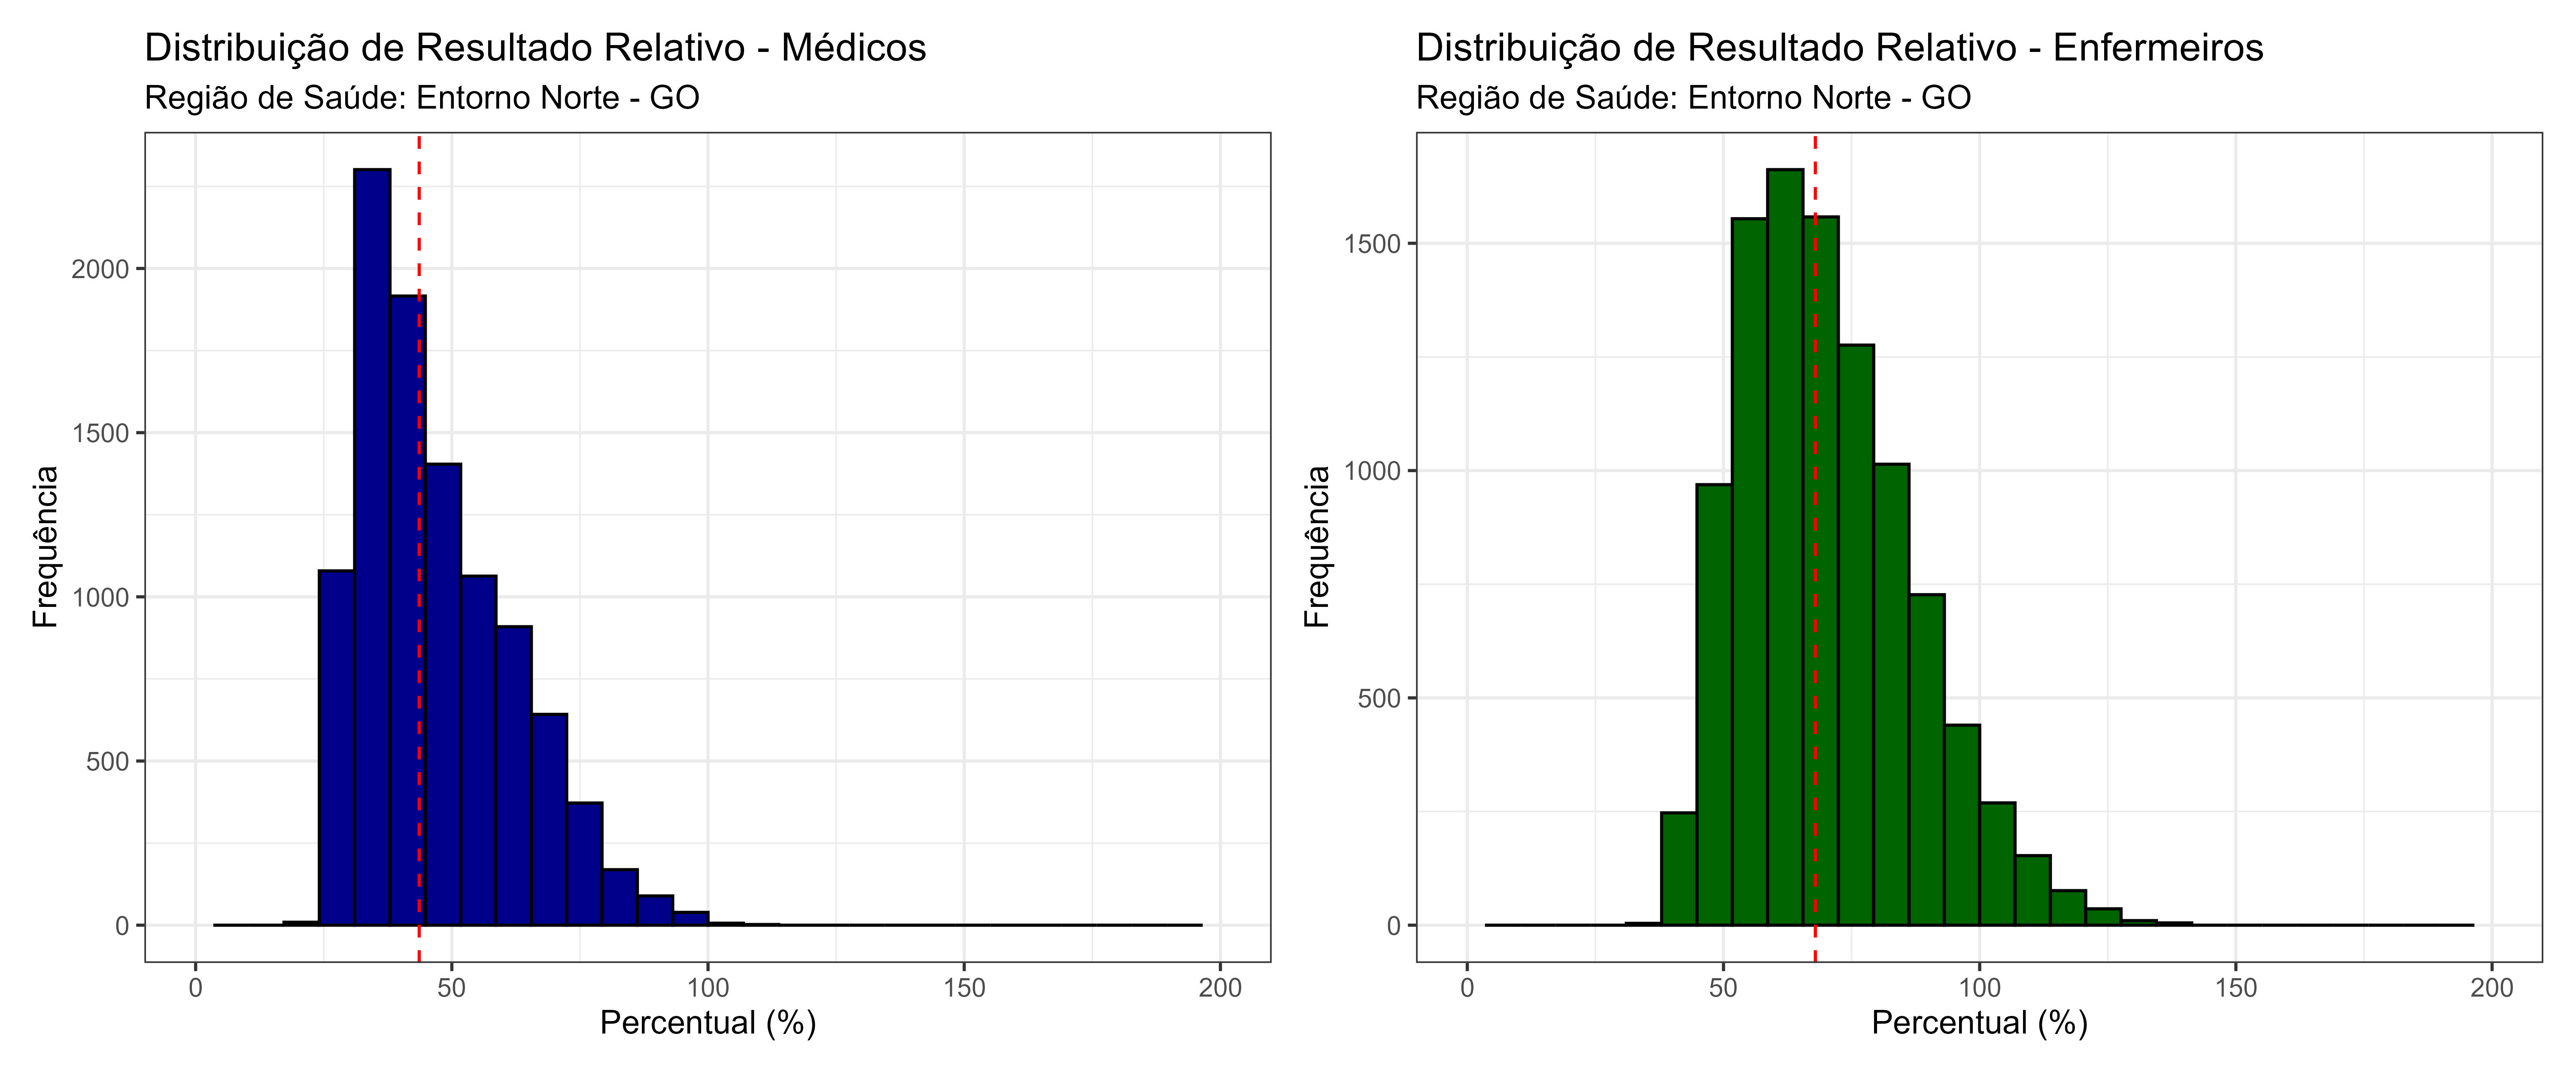 Distribuição de Resultado Relativo - Médicos
Região de Saúde: Entorno Norte - GO
Frequência
2000
1500
1000
500
0
0 50 100 150 200
Percentual (%)
Distribuição de Resultado Relativo - Enfermeiros
Região de Saúde: Entorno Norte - GO
Frequência
1500
1000
500
0
0 50 100 150 200
Percentual (%)